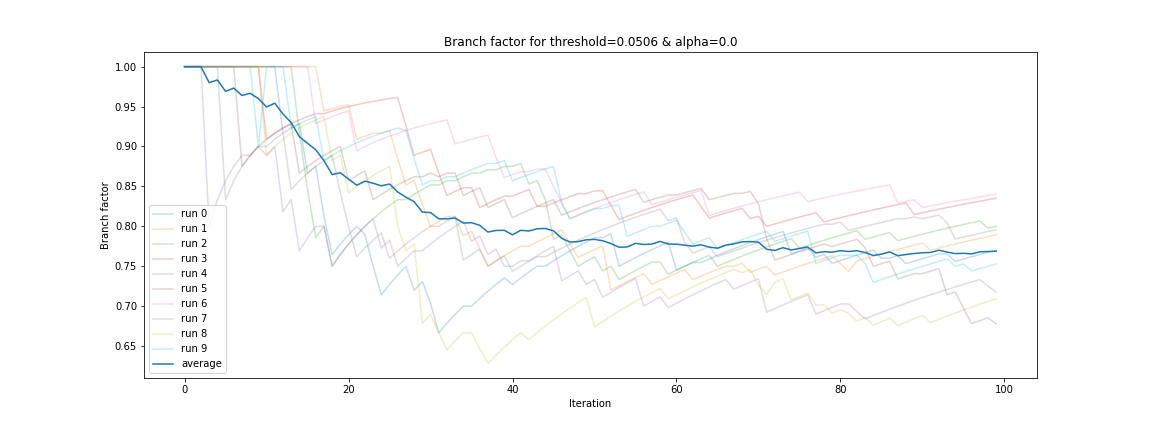 Branch factor for threshold=0.0506 & alpha=0.0
Branch factor
1.00
0.95
0.90
0.85
0.80
0.75
0.70
0.65
run 0
run 1
run 2
run 3
run 4
run 5
run 6
run 7
run 8
run 9
average
0
20
40
60
80
100
Iteration